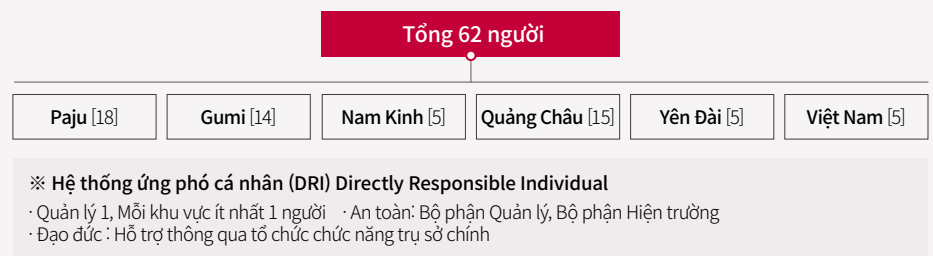 Tổng 62 người
Paju [18] Gumi [14] Nam Kinh [5] Quảng Châu [15] Yên Đài [5] Việt Nam [5]
※ Hệ thống ứng phó cá nhân (DRI) Directly Responsible Individual
· Quản lý 1, Mỗi khu vực ít nhất 1 người · An toàn: Bộ phận Quản lý, Bộ phận Hiện trường
· Đạo đức : Hỗ trợ thông qua tổ chức chức năng trụ sở chính